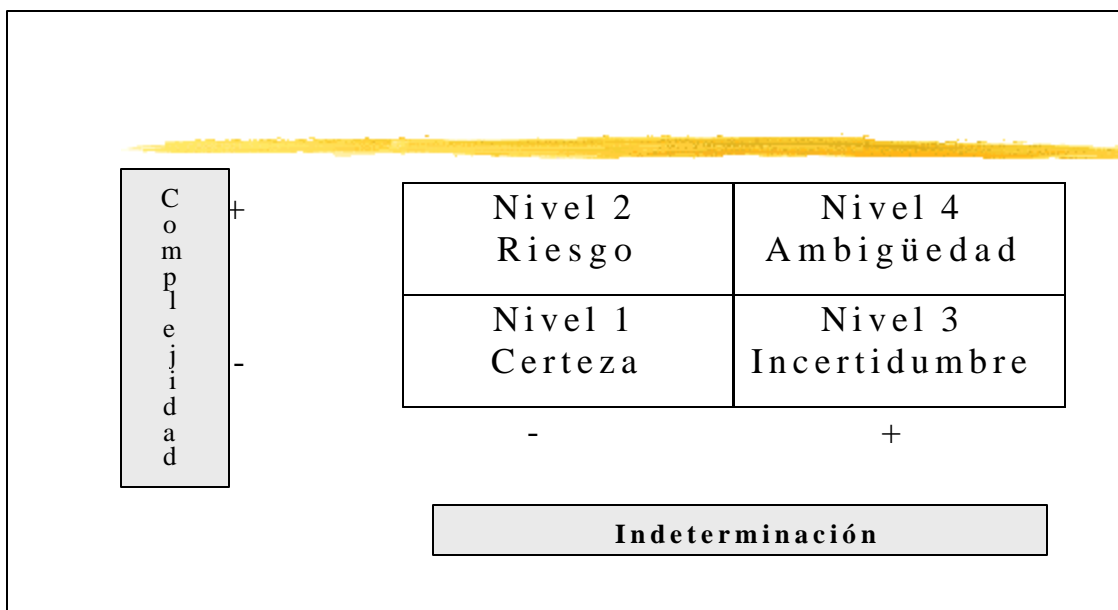 Complejidad
+
Nivel 2
Riesgo
Nivel 4
Ambigüedad
-
Nivel 1
Certeza
Nivel 3
Incertidumbre
-
+
Indeterminación